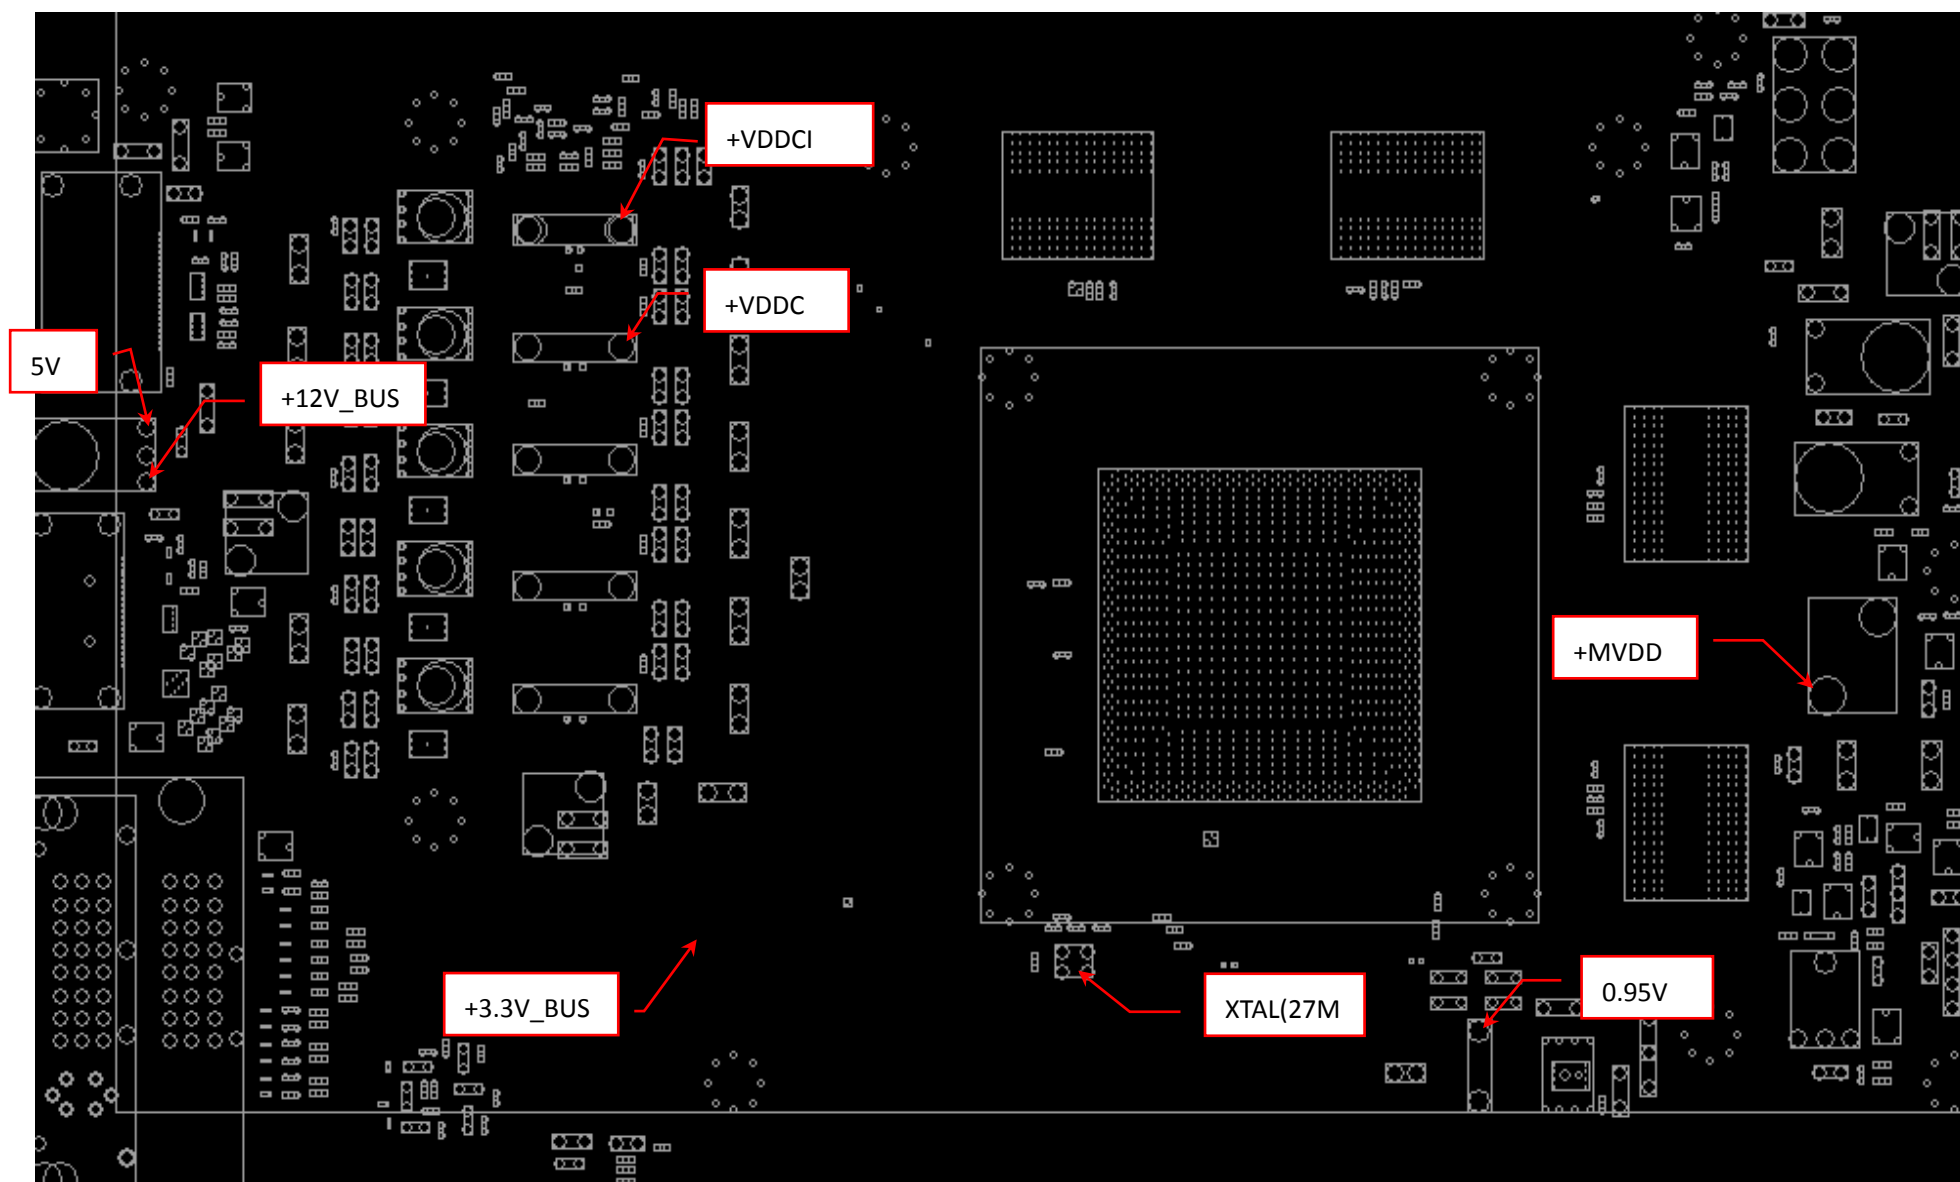 +VDDCI
+VDDC
5V
+12V_BUS
+MVDD
+3.3V_BUS
XTAL(27M
0.95V